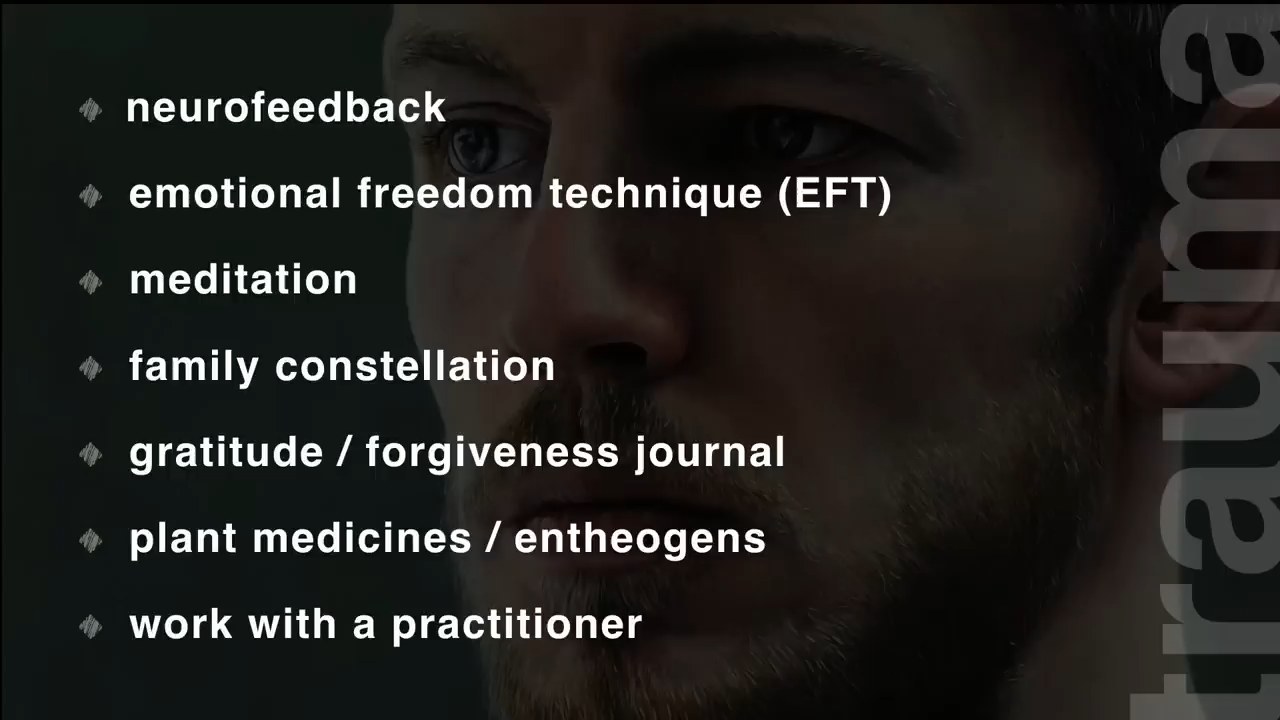 neurofeedback
emotional freedom technique (EFT)
meditation
family constellation
gratitude / forgiveness journal
plant medicines / entheogens
work with a practitioner
trauma